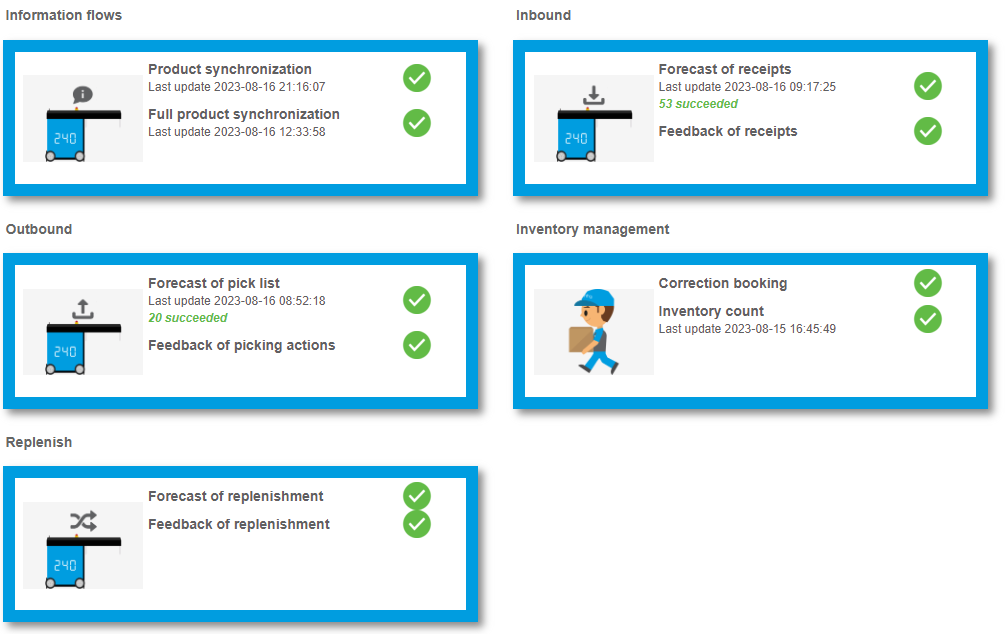 Information flows
Product synchronization
Last update 2023-08-16 21:16:07
Full product synchronization
Last update 2023-08-16 12:33:58
240
Inbound
Forecast of receipts
Last update 2023-08-16 09:17:25
53 succeeded
Feedback of receipts
240
Outbound
Forecast of pick list
Last update 2023-08-16 08:52:18
20 succeeded
Feedback of picking actions
240
Inventory management
Correction booking
Inventory count
Last update 2023-08-15 16:45:49
Replenish
Forecast of replenishment
Feedback of replenishment
240